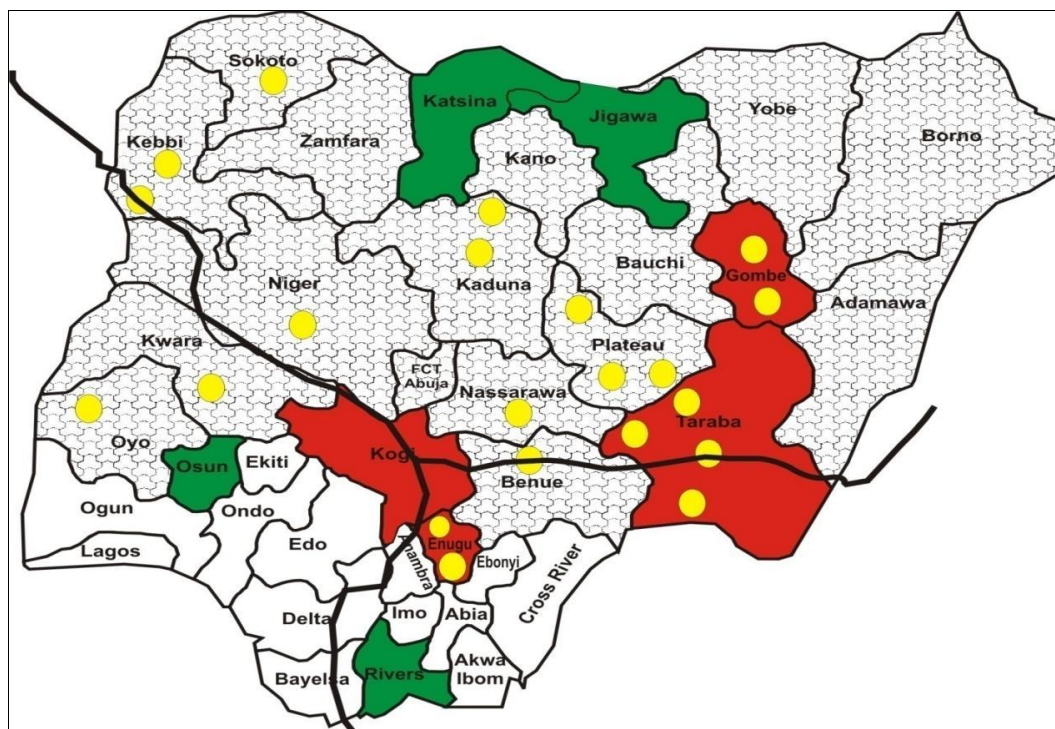 Sokoto
Katsina
Jigawa
Yobe
Borno
Kebbi
Zamfara
Kano
Gombe
Bauchi
Kaduna
Niger
Adamawa
Kwara
Plateau
FCT
Abuja
Nassarawa
Taraba
Oyo
Kogi
Osun
Ekiti
Benue
Ogun
Ondo
Edo
Enugu
Lagos
Anambra
Ebonyi
Cross River
Delta
Imo
Abia
Bayelsa
Rivers
Akwa
Ibom